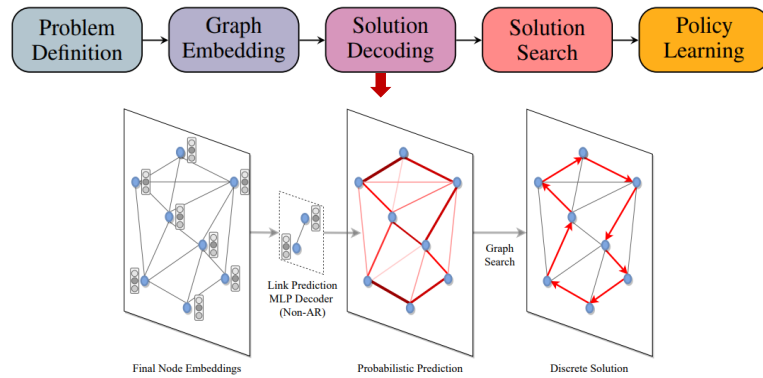 Problem
Definition
Graph
Embedding
Solution
Decoding
Solution
Search
Policy
Learning
Link Prediction
MLP Decoder
(Non-AR)
Graph
Search
Final Node Embeddings
Probabilistic Prediction
Discrete Solution